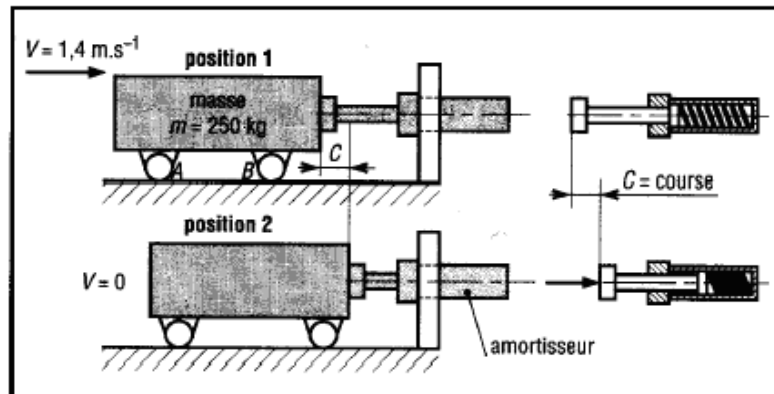 V = 1,4 m.s⁻¹
position 1
masse
m = 250 kg
A B C
C = course
position 2
V = 0
amortisseur